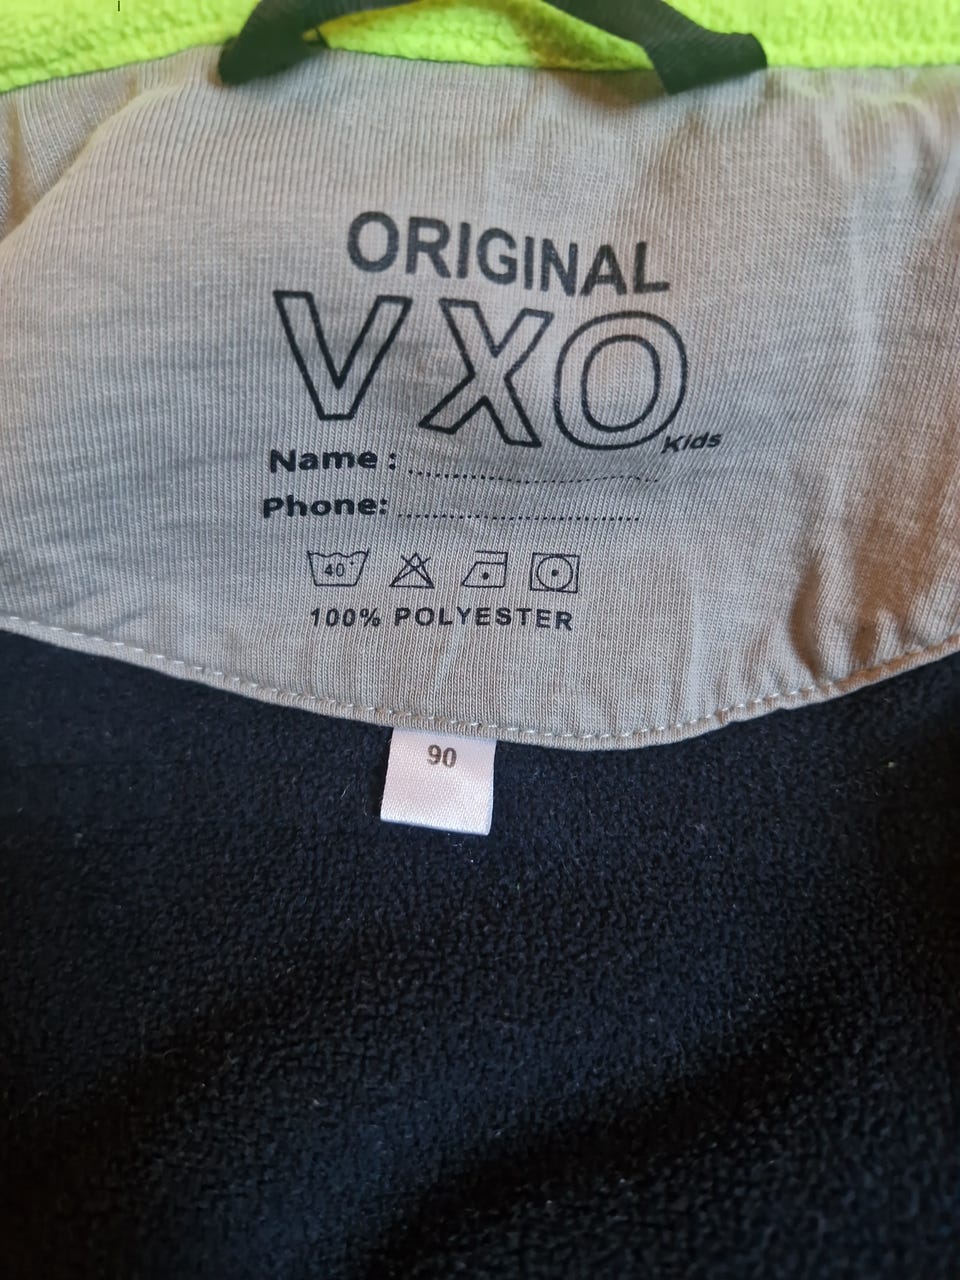 ORIGINAL
VXO
Kids
Name : ................................
Phone: ................................
40°
100% POLYESTER
90